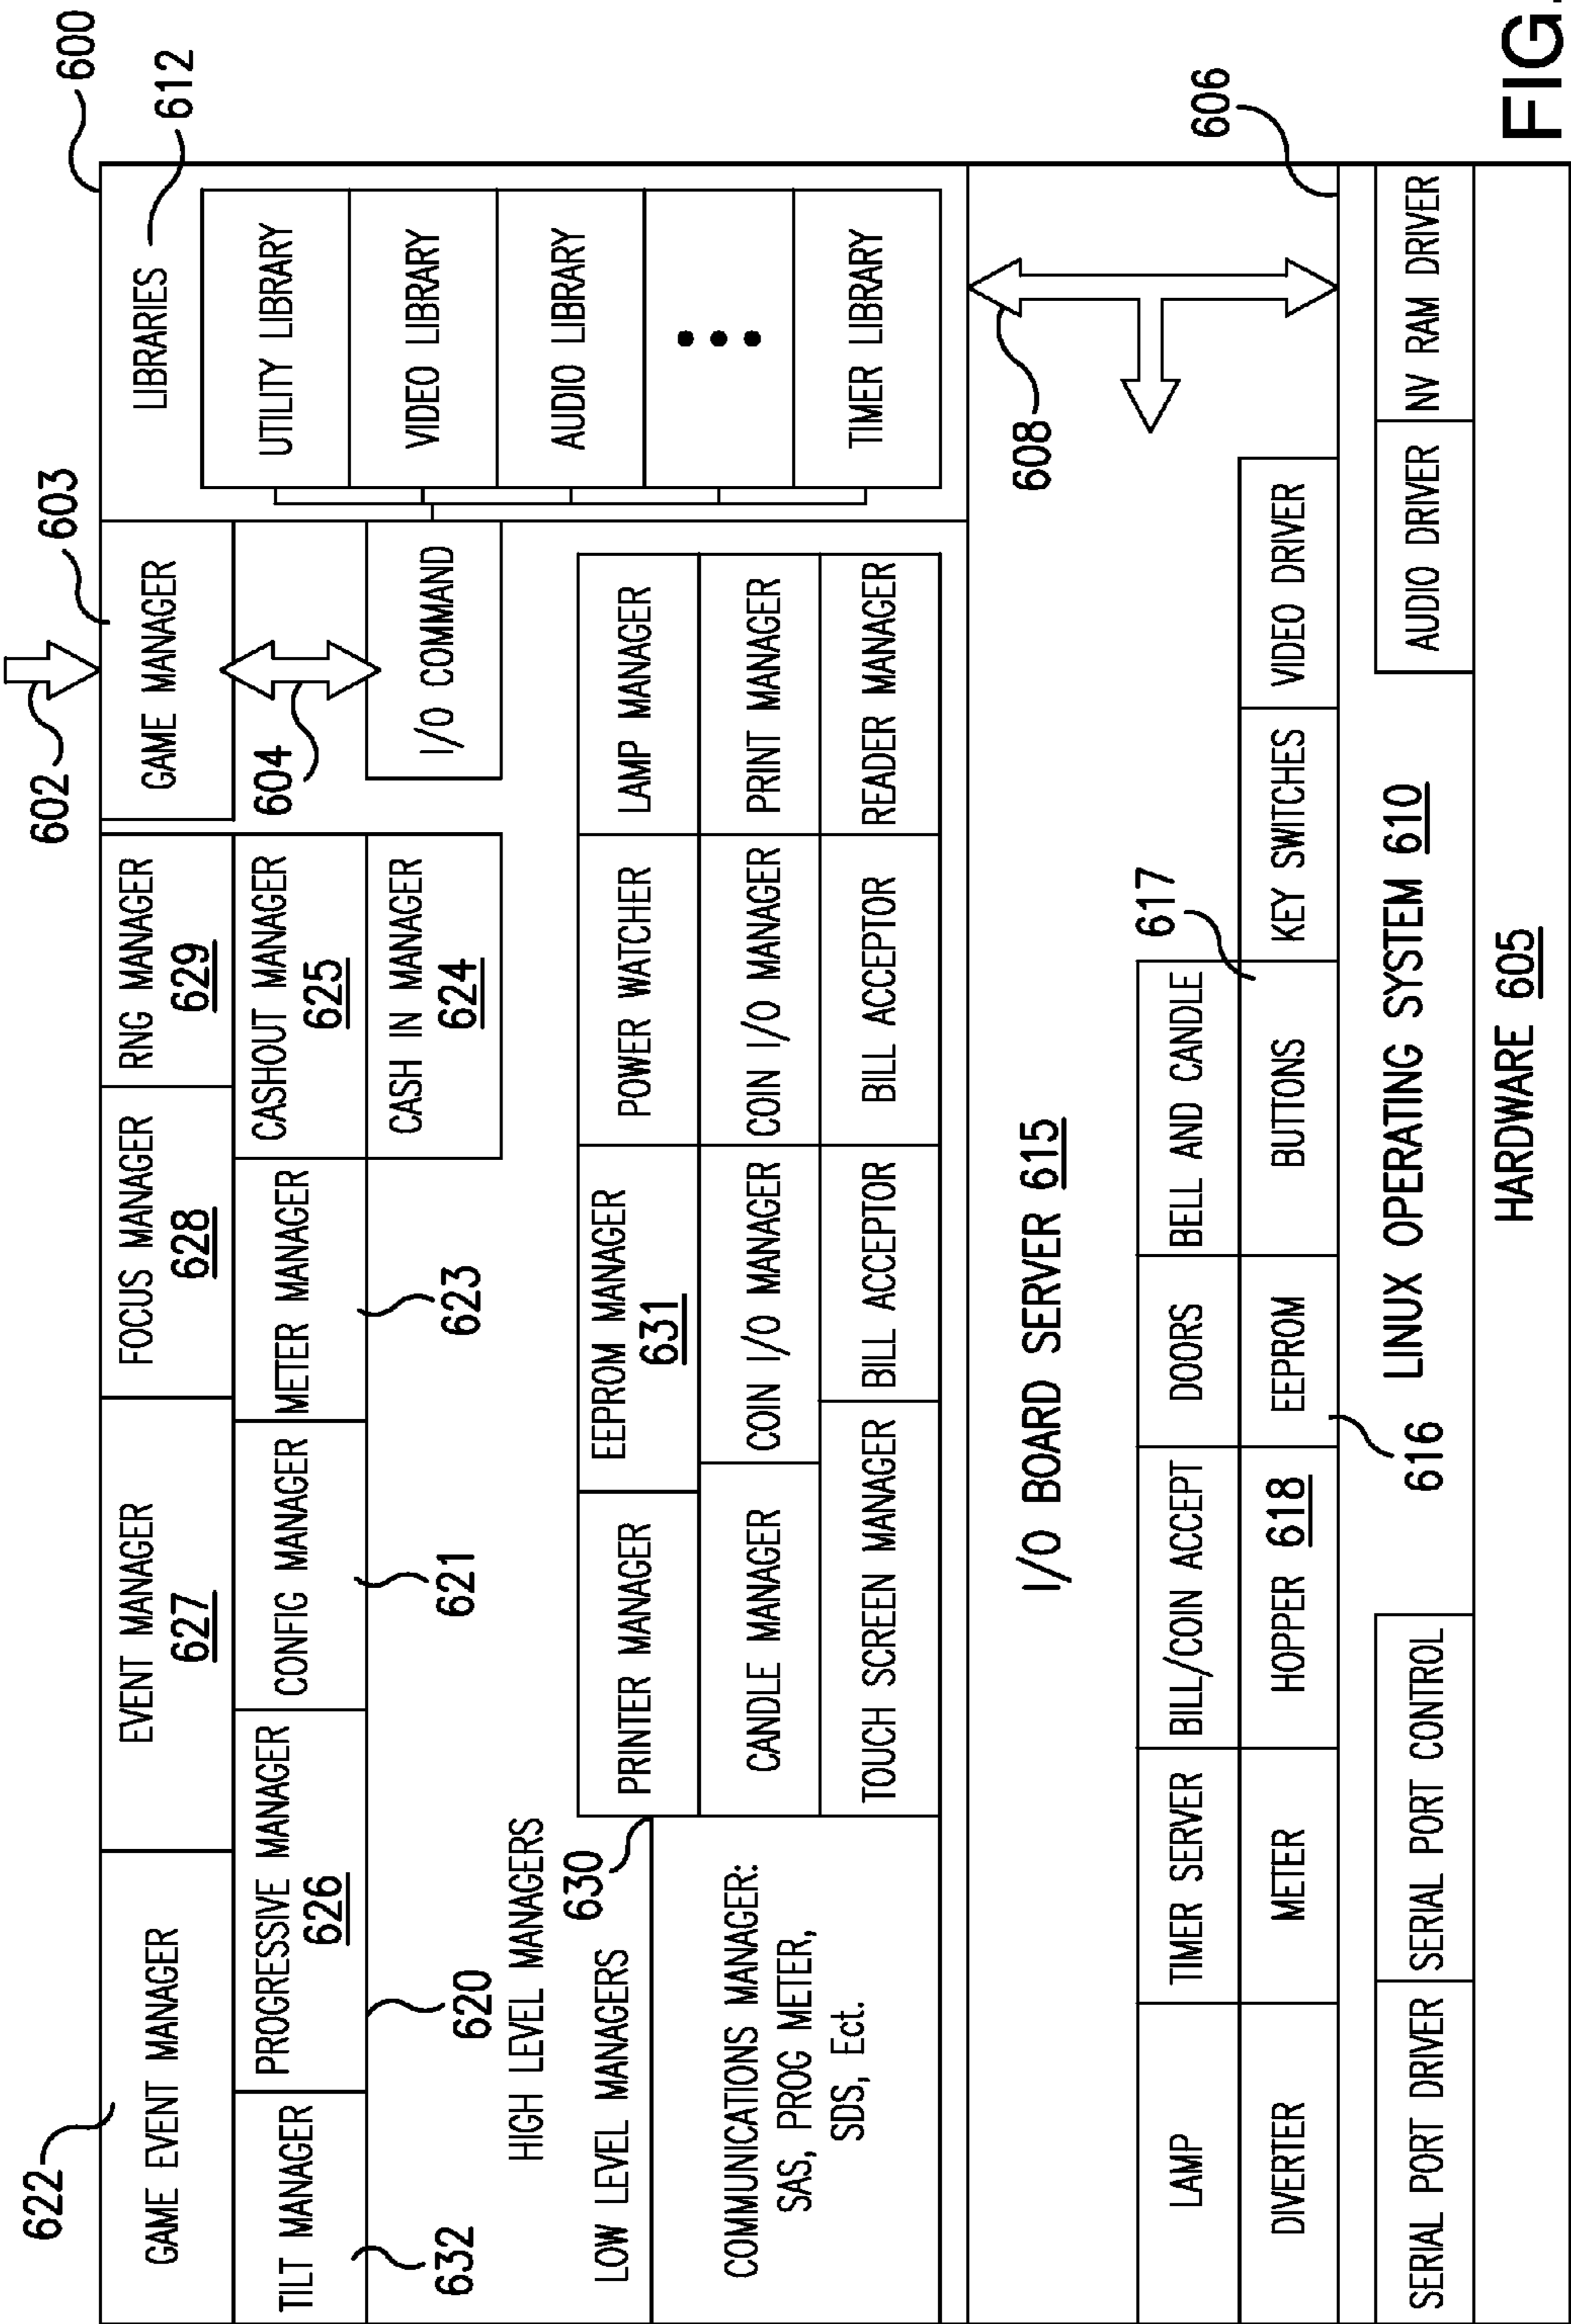 600
612
602
603
622
GAME EVENT MANAGER
EVENT MANAGER
627
FOCUS MANAGER
628
RNG MANAGER
629
GAME MANAGER
LIBRARIES
TILT MANAGER
PROGRESSIVE MANAGER
626
CONFIG MANAGER
METER MANAGER
CASHOUT MANAGER
625
604
UTILITY LIBRARY
632
620
621
623
CASH IN MANAGER
624
I/O COMMAND
VIDEO LIBRARY
HIGH LEVEL MANAGERS
AUDIO LIBRARY
LOW LEVEL MANAGERS
630
PRINTER MANAGER
EEPROM MANAGER
631
POWER WATCHER
LAMP MANAGER
COMMUNICATIONS MANAGER:
SAS, PROG METER,
SDS, Ect.
CANDLE MANAGER
COIN I/O MANAGER
COIN I/O MANAGER
PRINT MANAGER
TOUCH SCREEN MANAGER
BILL ACCEPTOR
BILL ACCEPTOR
READER MANAGER
TIMER LIBRARY
I/O BOARD SERVER 615
608
617
606
LAMP
TIMER SERVER
BILL/COIN ACCEPT
DOORS
BELL AND CANDLE
DIVERTER
METER
HOPPER 618
EEPROM
BUTTONS
KEY SWITCHES
VIDEO DRIVER
SERIAL PORT DRIVER
SERIAL PORT CONTROL
616
LINUX OPERATING SYSTEM 610
AUDIO DRIVER
NV RAM DRIVER
HARDWARE 605
FIG.